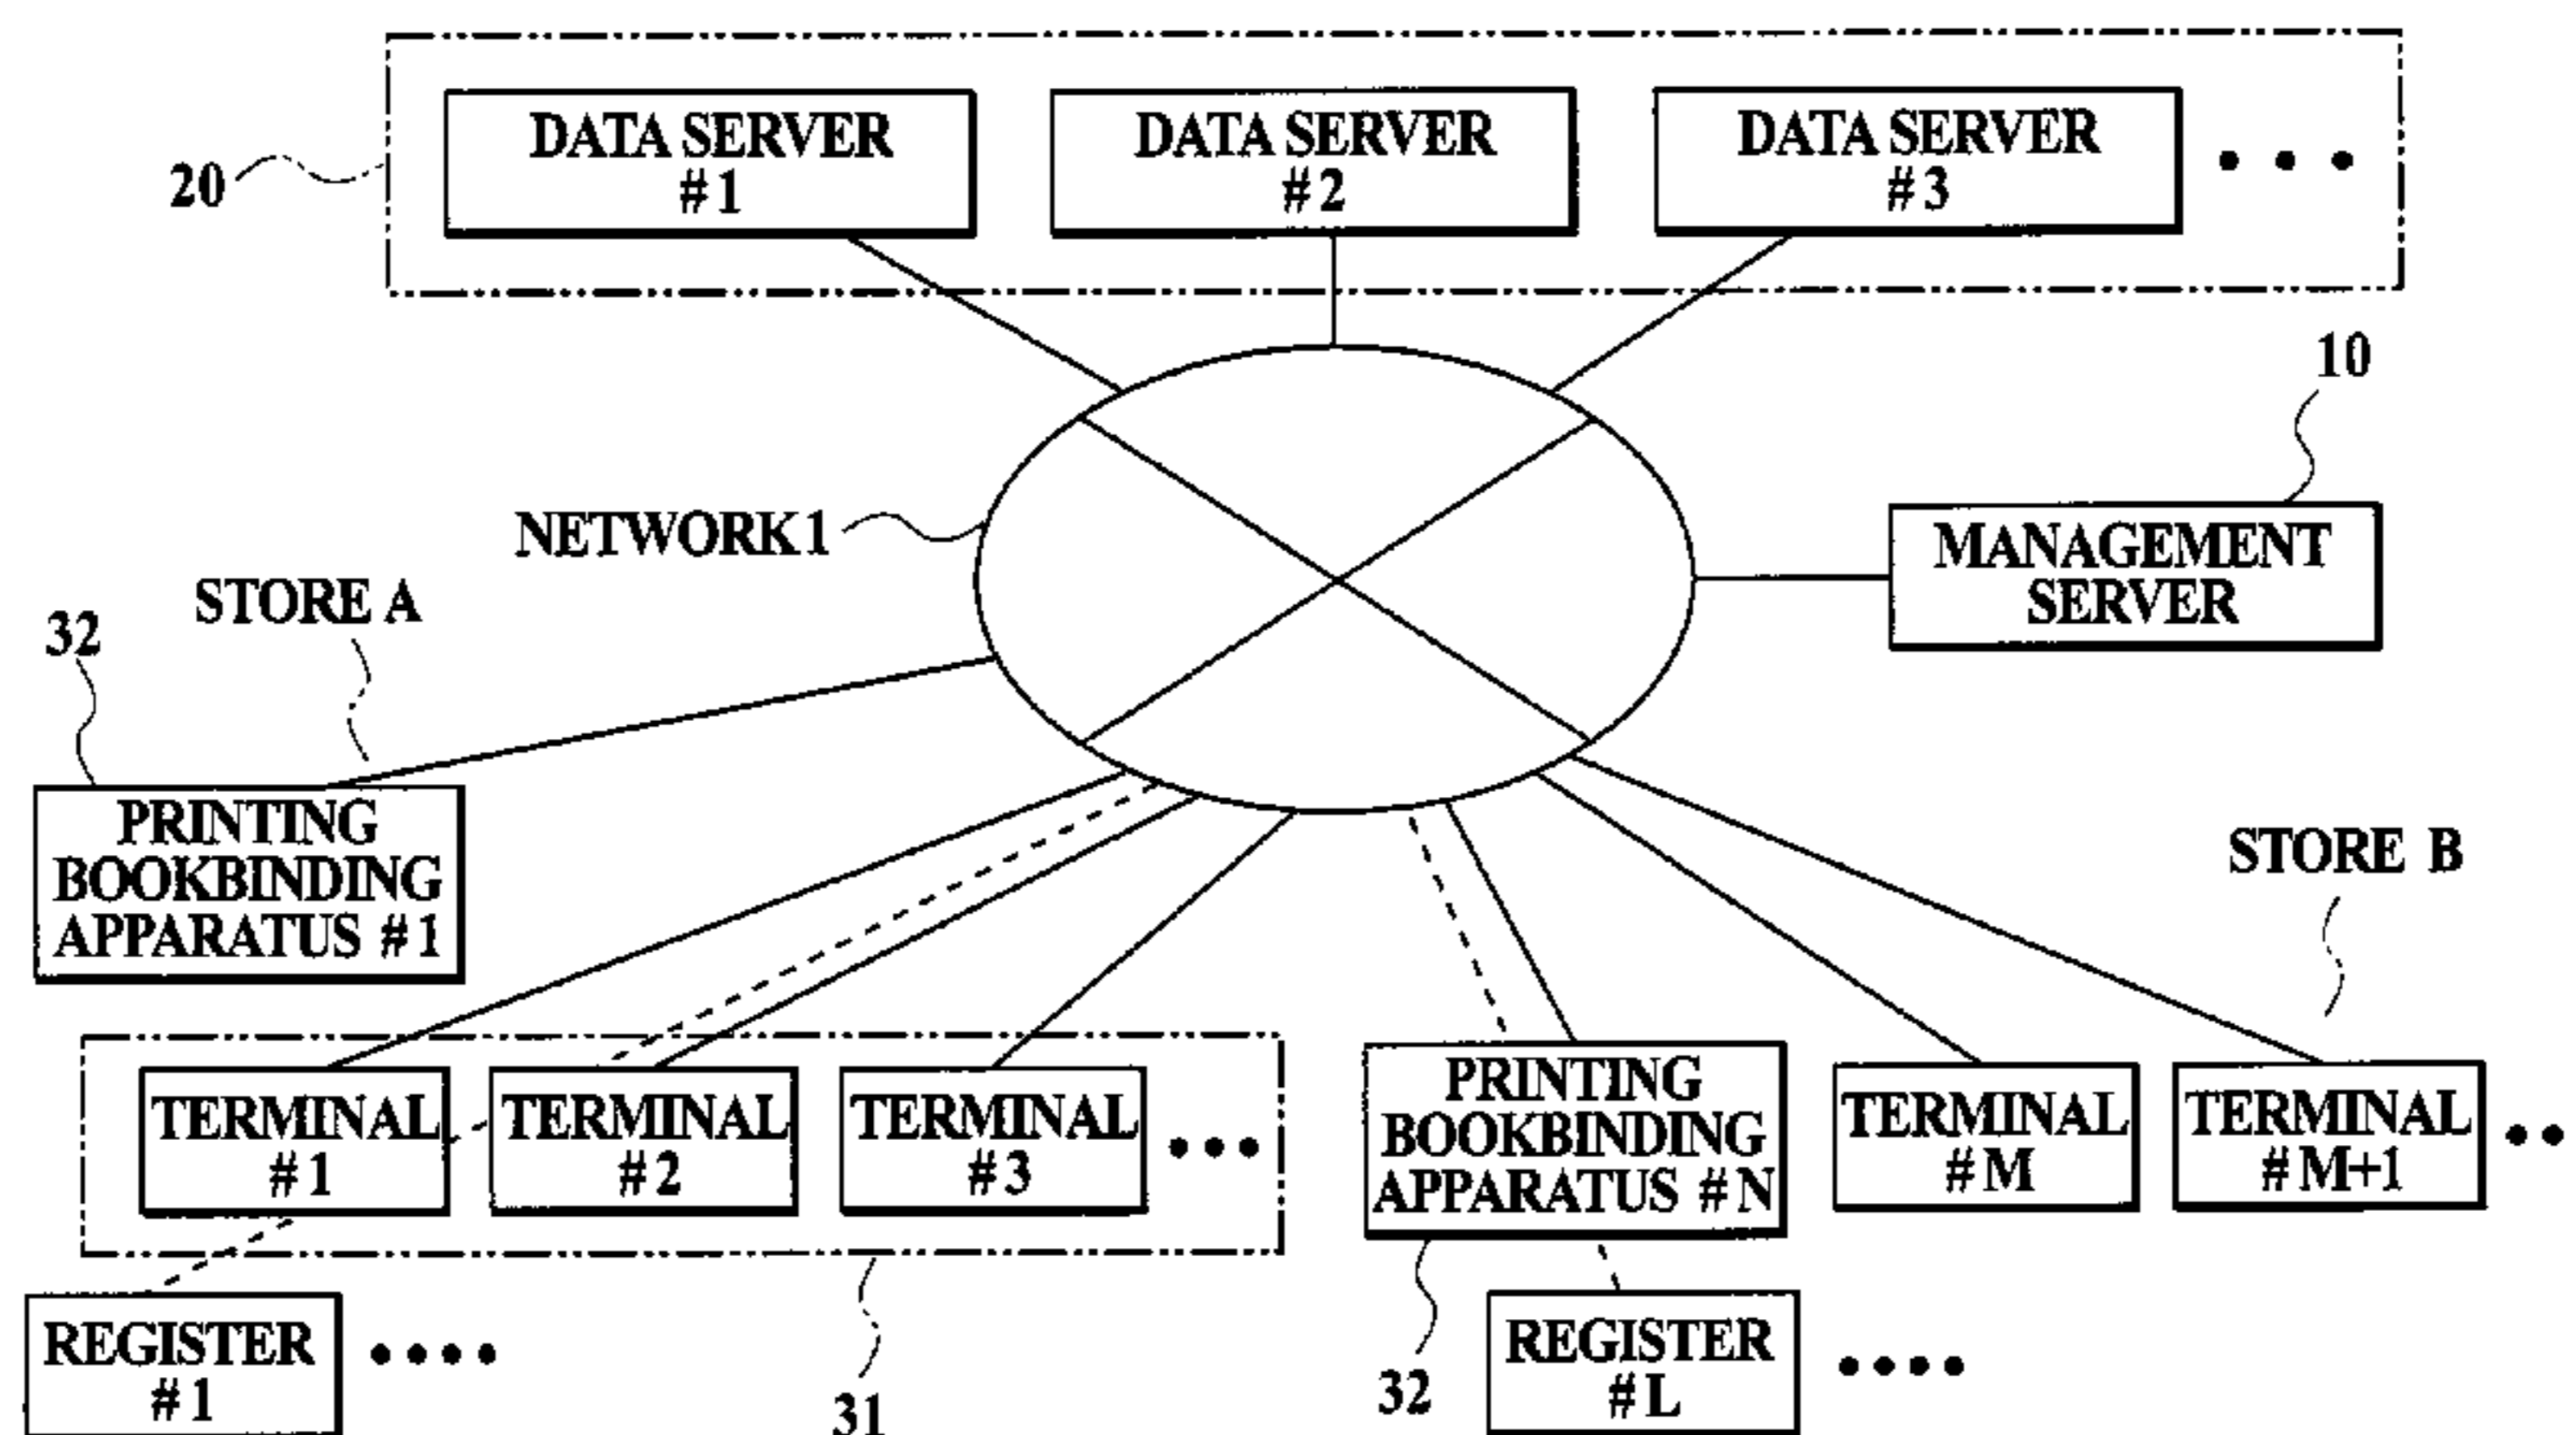 DATA SERVER
#1
DATA SERVER
#2
DATA SERVER
#3
20
10
NETWORK1
MANAGEMENT
SERVER
STORE A
32
PRINTING
BOOKBINDING
APPARATUS #1
STORE B
TERMINAL
#1
TERMINAL
#2
TERMINAL
#3
PRINTING
BOOKBINDING
APPARATUS #N
TERMINAL
#M
TERMINAL
#M+1
REGISTER
#1
31
32
REGISTER
#L